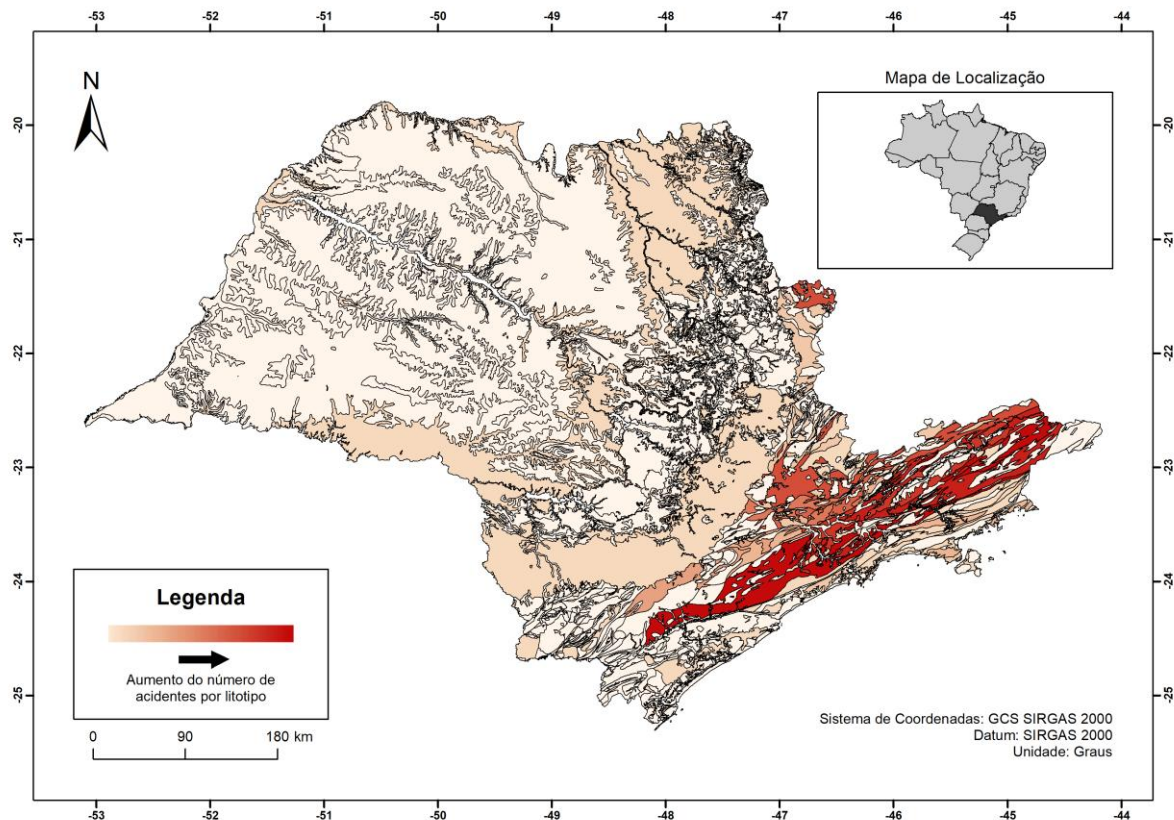 -53 -52 -51 -50 -49 -48 -47 -46 -45 -44
N
Mapa de Localização
-20 -20
-21 -21
-22 -22
-23 -23
-24 -24
-25 -25
Legenda
Aumento do número de
acidentes por litotipo
0 90 180 km
Sistema de Coordenadas: GCS SIRGAS 2000
Datum: SIRGAS 2000
Unidade: Graus
-53 -52 -51 -50 -49 -48 -47 -46 -45 -44